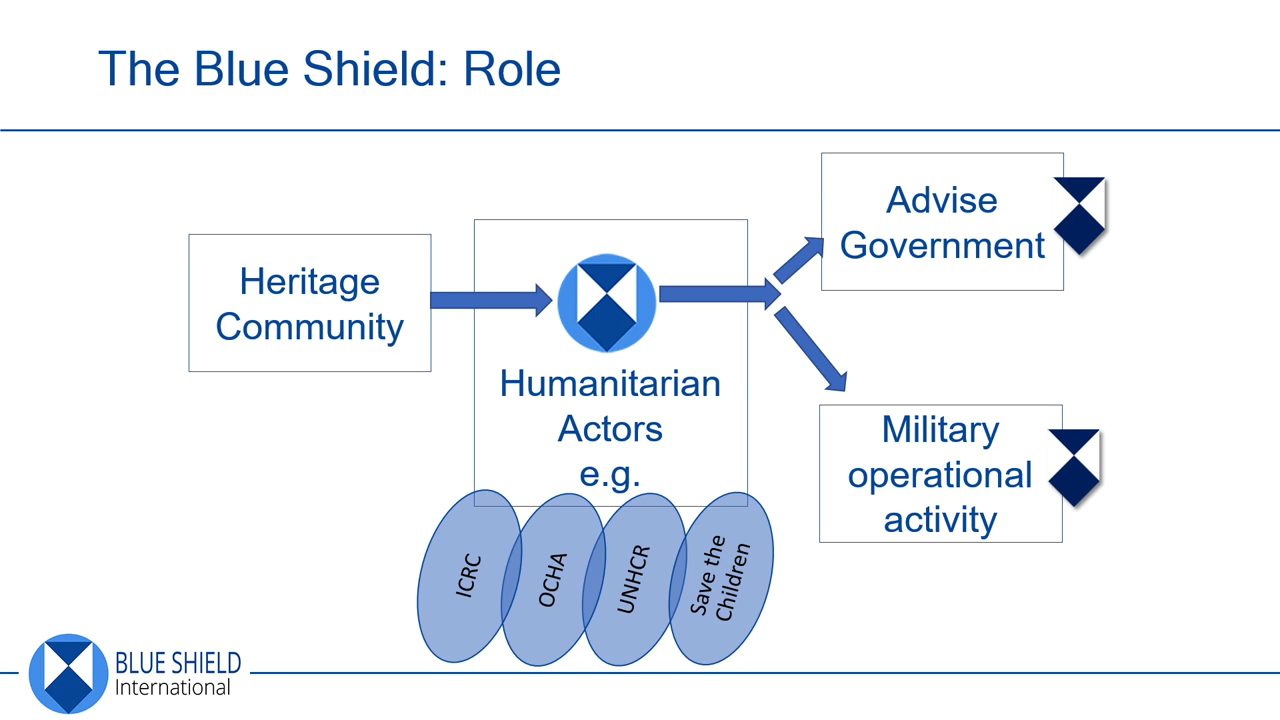 The Blue Shield: Role
Heritage
Community
Humanitarian
Actors
e.g.
Advise
Government
Military
operational
activity
ICRC
OCHA
UNHCR
Save the
Children
BLUE SHIELD
International